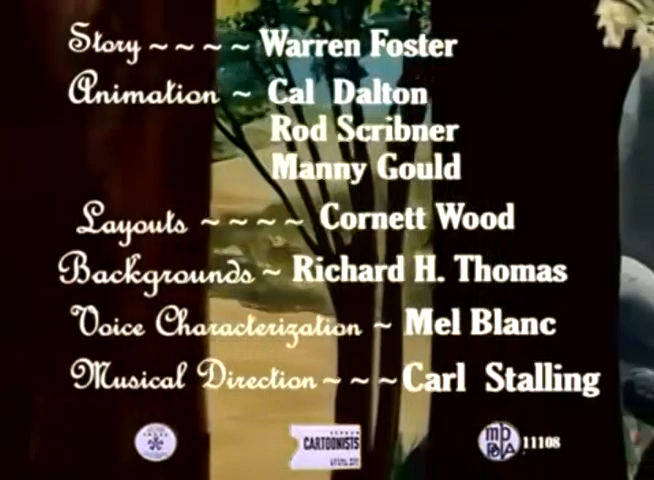 Story ~ ~ ~ ~ Warren Foster
Animation ~ Cal Dalton
Rod Scribner
Manny Gould
Layouts ~ ~ ~ ~ Cornett Wood
Backgrounds ~ Richard H. Thomas
Voice Characterization ~ Mel Blanc
Musical Direction ~ ~ ~ Carl Stalling
SCREEN
CARTOONISTS
11108